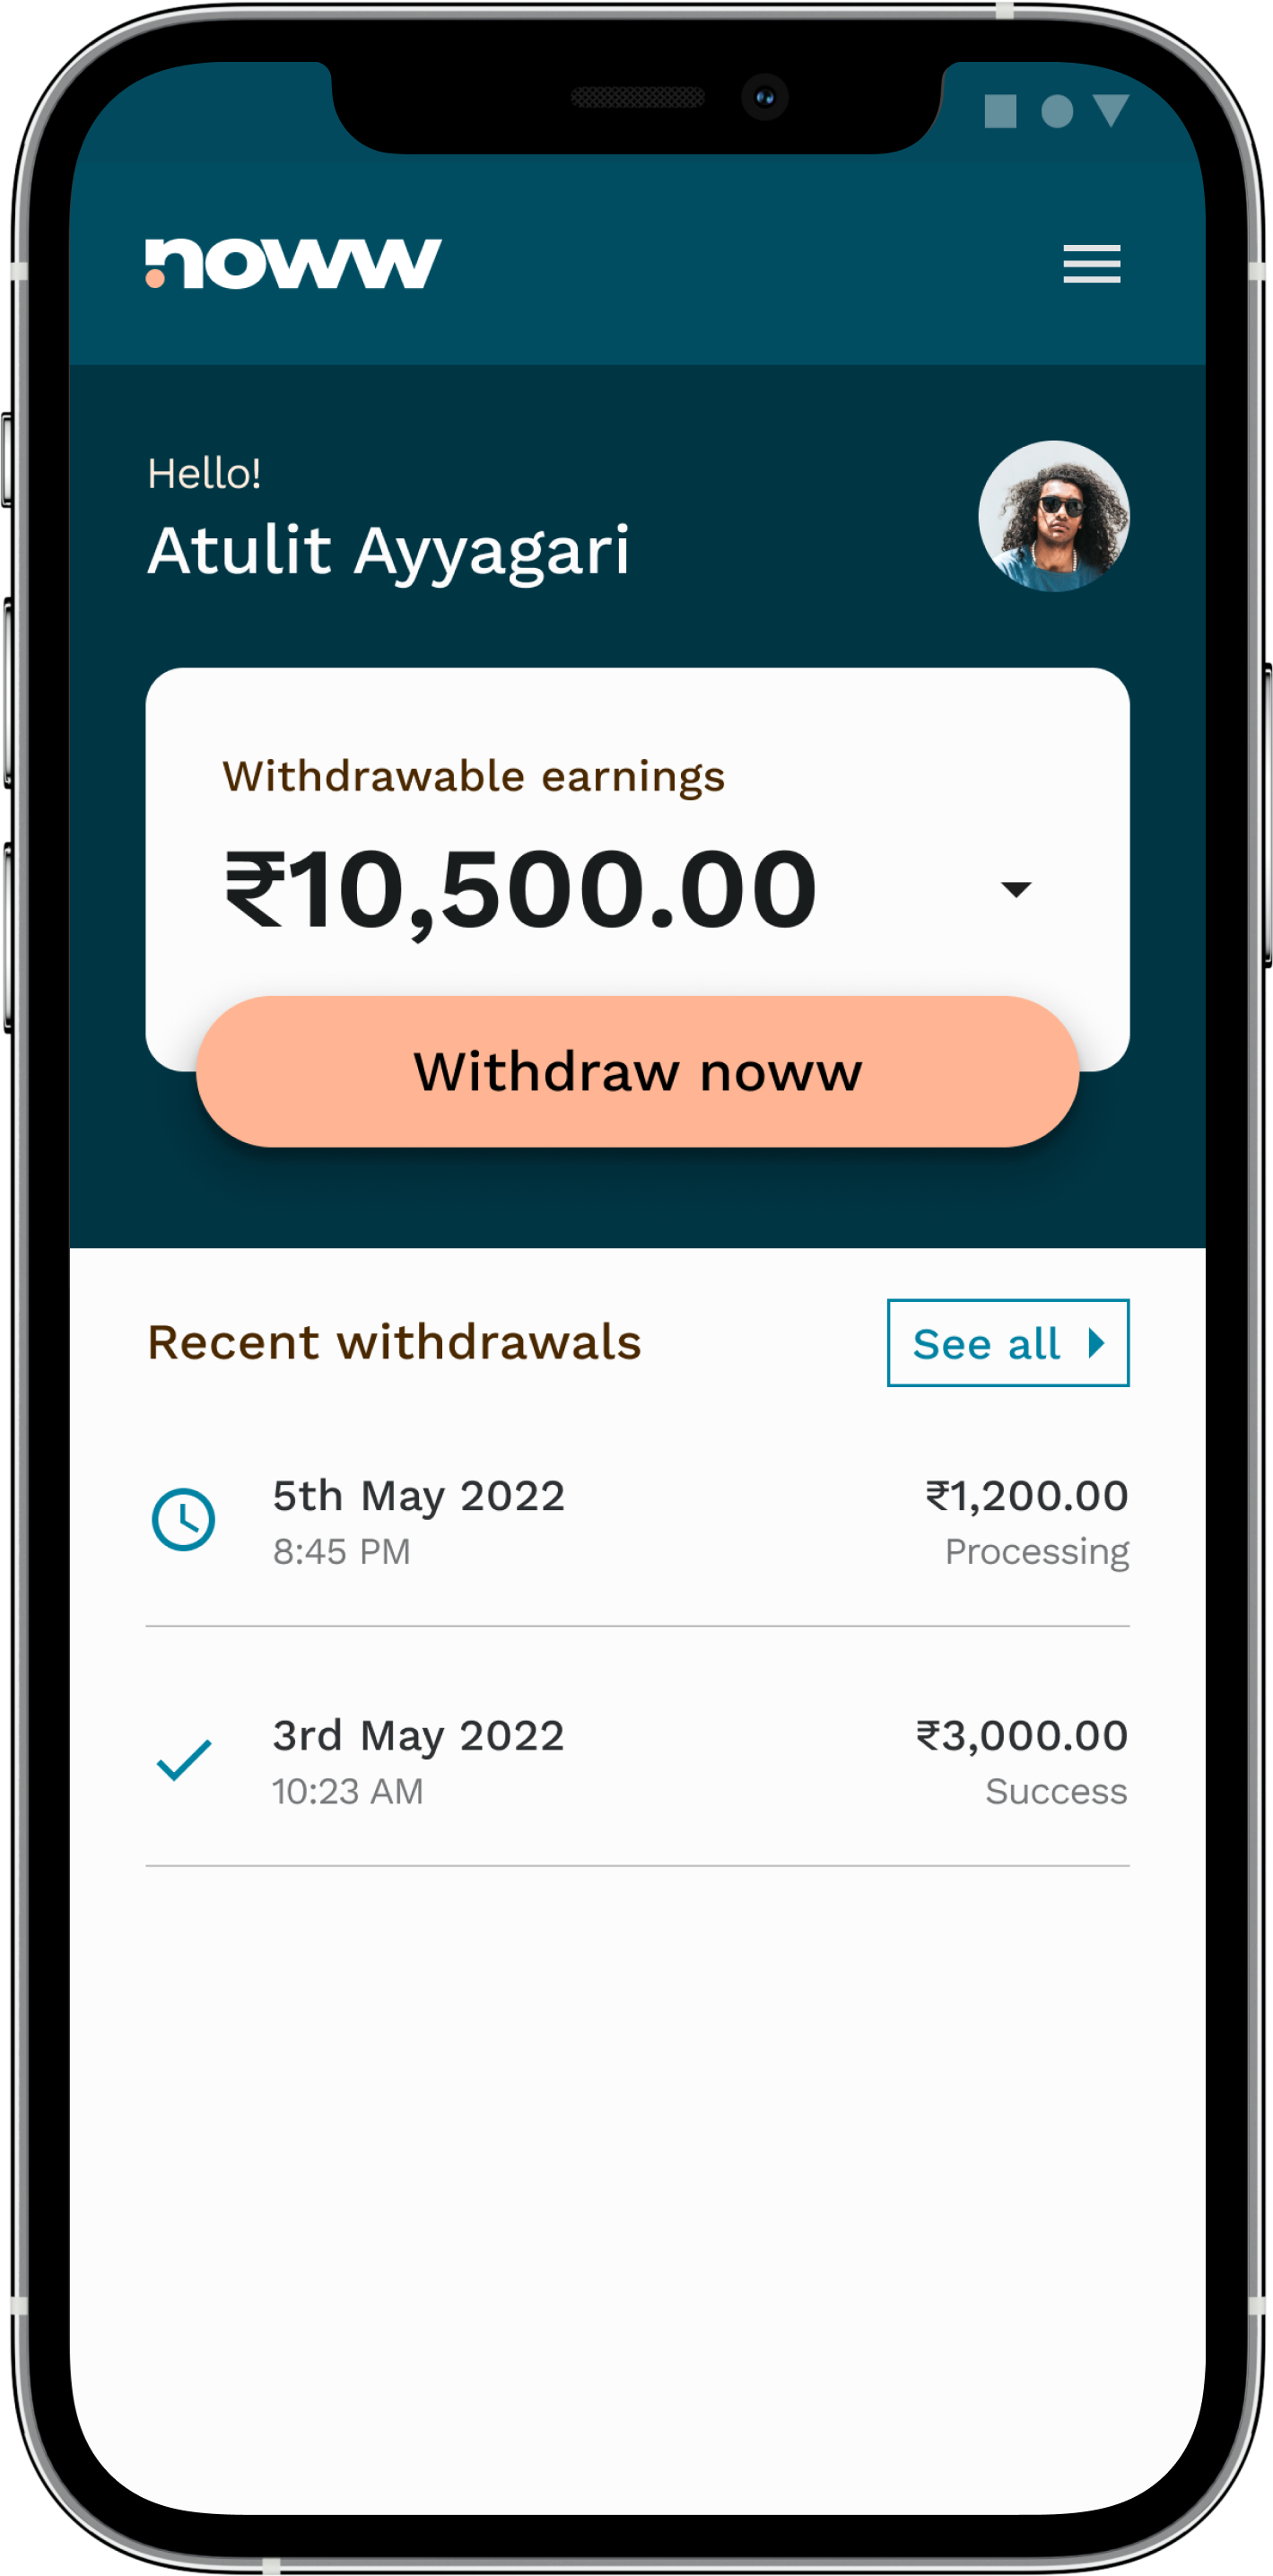 noww
Hello!
Atulit Ayyagari
Withdrawable earnings
₹10,500.00
Withdraw noww
Recent withdrawals
See all
5th May 2022
₹1,200.00
8:45 PM
Processing
3rd May 2022
₹3,000.00
10:23 AM
Success